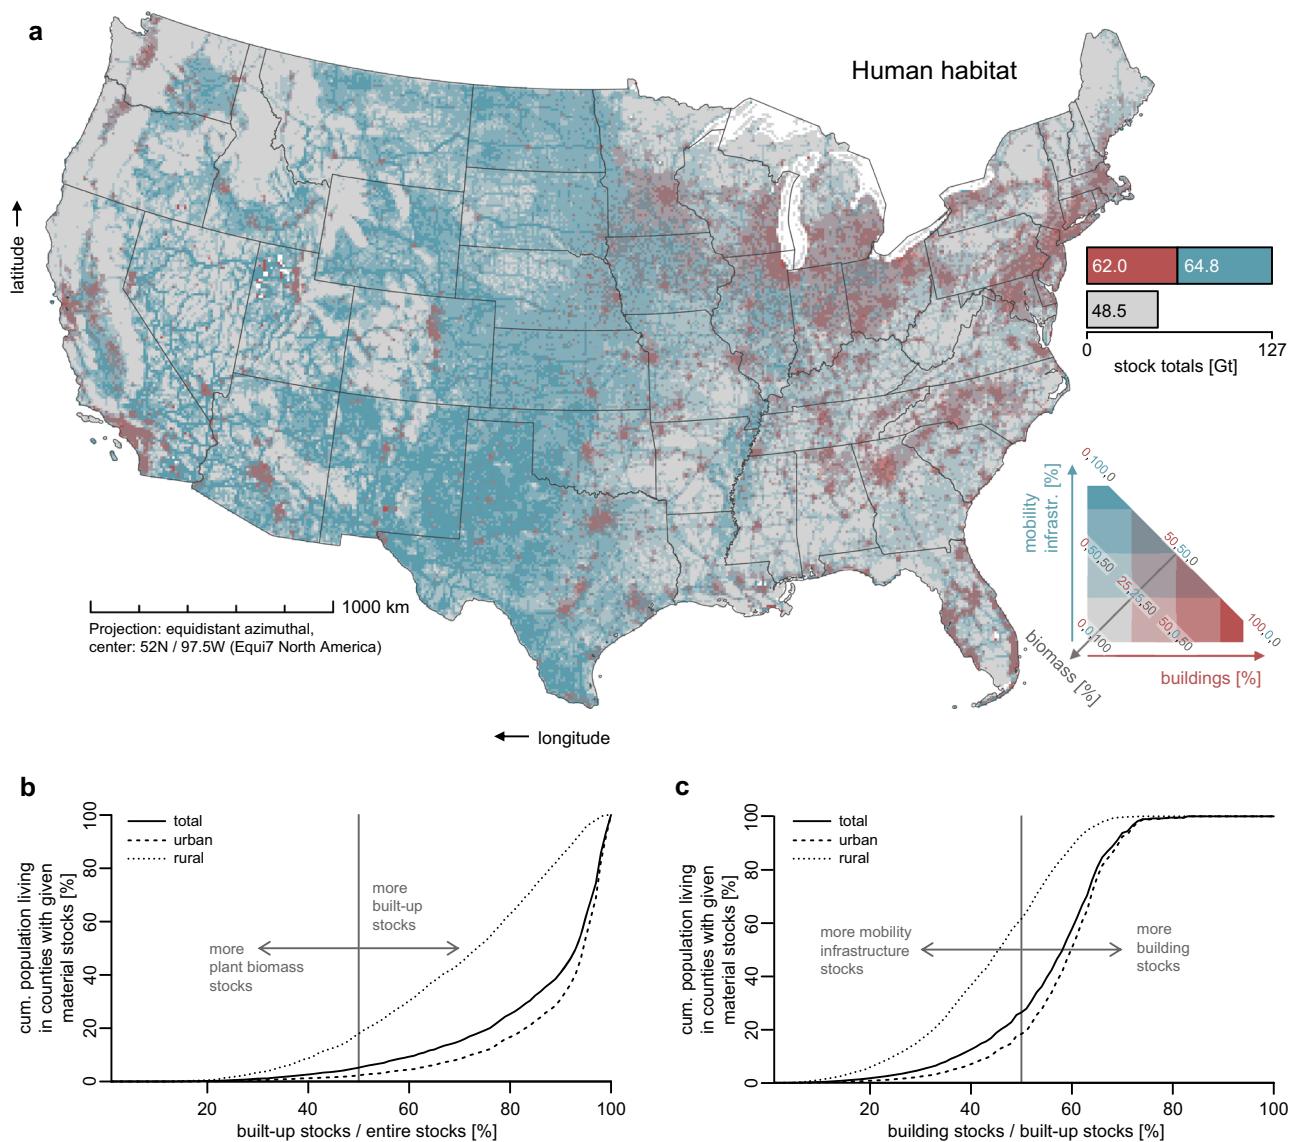 a
Human habitat
latitude
62.0 64.8
48.5
0 127
stock totals [Gt]
mobility
infrastr. [%]
0,100,0
0,50,50
50,50,0
25,25,50
0,0,100
50,0,50
100,0,0
biomass [%]
buildings [%]
1000 km
Projection: equidistant azimuthal,
center: 52N / 97.5W (Equi7 North America)
longitude
b
cum. population living
in counties with given
material stocks [%]
0 20 40 60 80 100
total
urban
rural
more
built-up
stocks
more
plant biomass
stocks
20 40 60 80 100
built-up stocks / entire stocks [%]
c
cum. population living
in counties with given
material stocks [%]
0 20 40 60 80 100
total
urban
rural
more mobility
infrastructure
stocks
more
building
stocks
20 40 60 80 100
building stocks / built-up stocks [%]